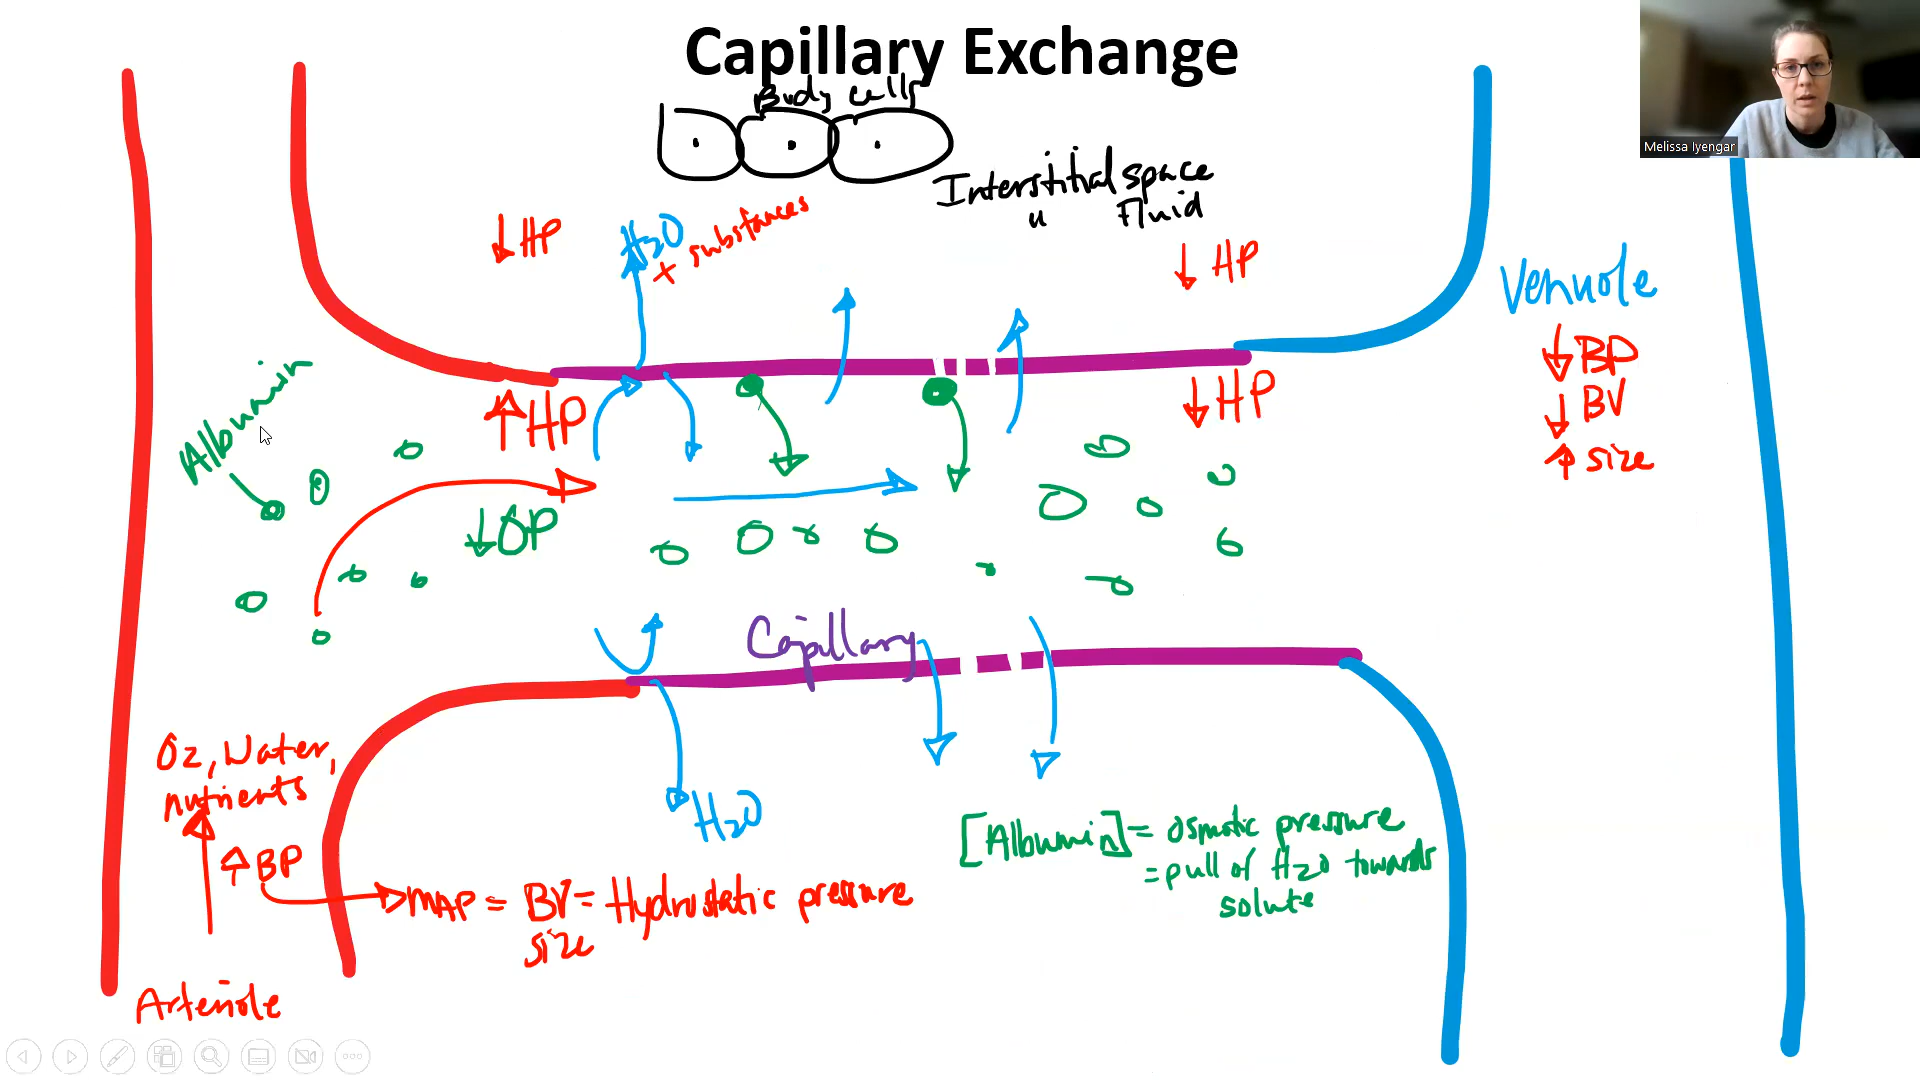 Capillary Exchange
Body cells
Interstitial space
" Fluid
↓HP
H2O
+ substances
↓ HP
Venuole
↓BP
↓BV
↑ size
Albumin
↑HP
↓HP
↓OP
Capillary
O2, Water,
nutrients
↑BP
MAP = BV = Hydrostatic pressure
size
H2O
[Albumin] = osmotic pressure
= pull of H2O towards
solute
Arteriole
Melissa Iyengar